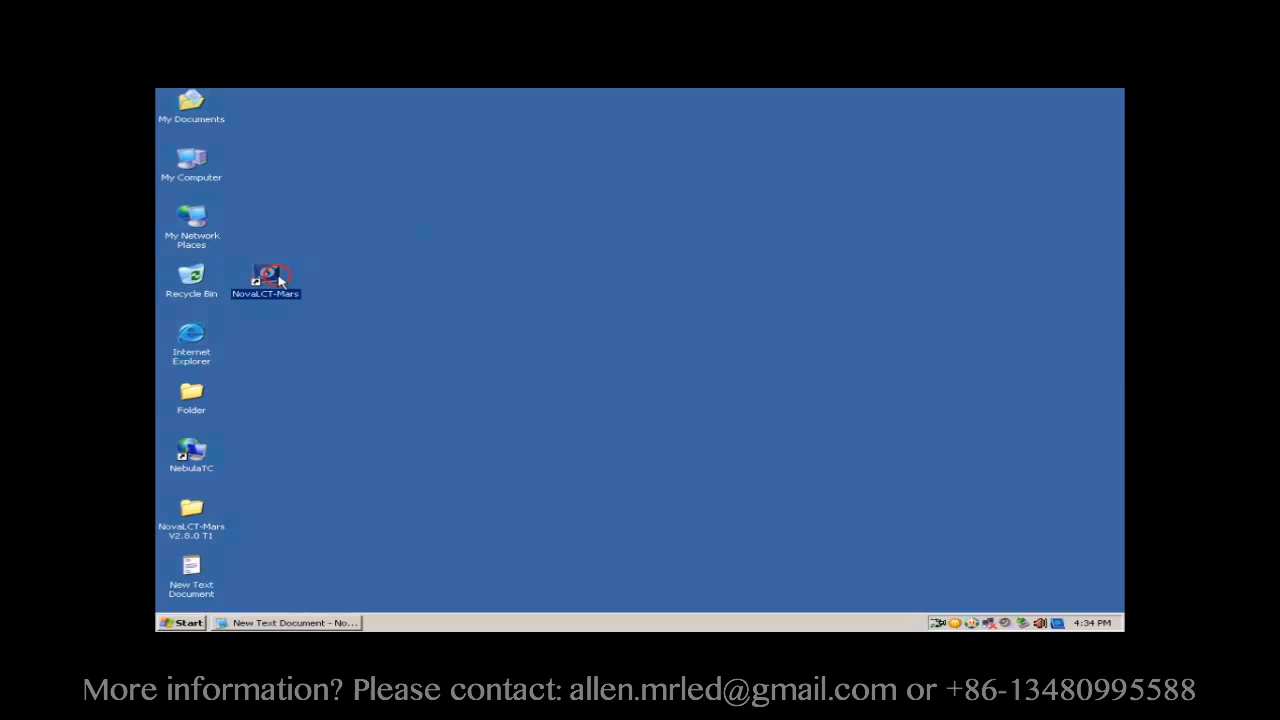 My Documents
My Computer
My Network
Places
Recycle Bin
NovaLCT-Mars
Internet
Explorer
Folder
NebulaTC
NovaLCT-Mars
V2.8.0 T1
New Text
Document
Start
New Text Document - No...
4:34 PM
More information? Please contact: allen.mrled@gmail.com or +86-13480995588